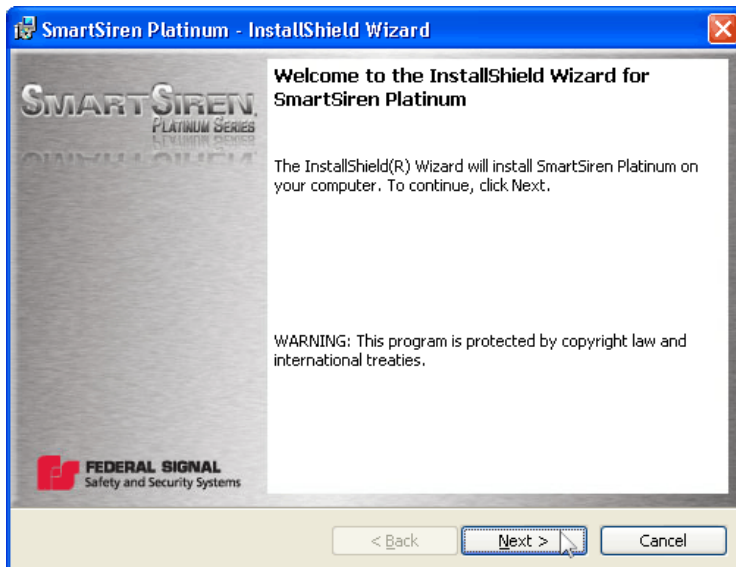 SmartSiren Platinum - InstallShield Wizard
SMARTSIREN
PLATINUM SERIES
Welcome to the InstallShield Wizard for
SmartSiren Platinum
The InstallShield(R) Wizard will install SmartSiren Platinum on
your computer. To continue, click Next.
WARNING: This program is protected by copyright law and
international treaties.
FEDERAL SIGNAL
Safety and Security Systems
< Back
Next >
Cancel